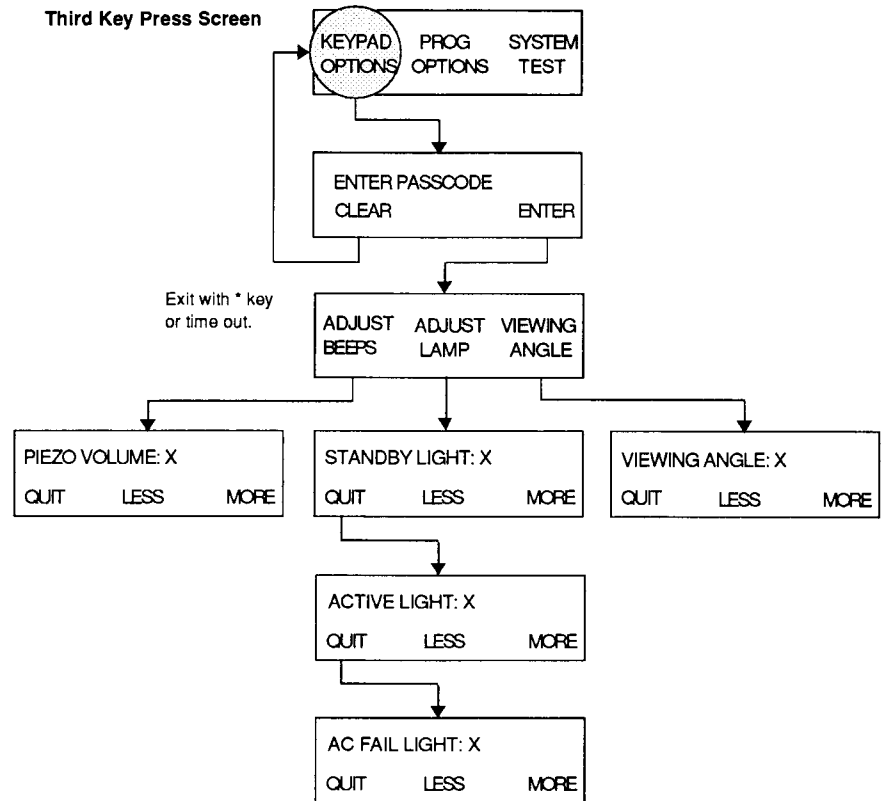 Third Key Press Screen
KEYPAD PROG SYSTEM
OPTIONS OPTIONS TEST
ENTER PASSCODE
CLEAR ENTER
Exit with * key
or time out.
ADJUST ADJUST VIEWING
BEEPS LAMP ANGLE
PIEZO VOLUME: X
QUIT LESS MORE
STANDBY LIGHT: X
QUIT LESS MORE
VIEWING ANGLE: X
QUIT LESS MORE
ACTIVE LIGHT: X
QUIT LESS MORE
AC FAIL LIGHT: X
QUIT LESS MORE